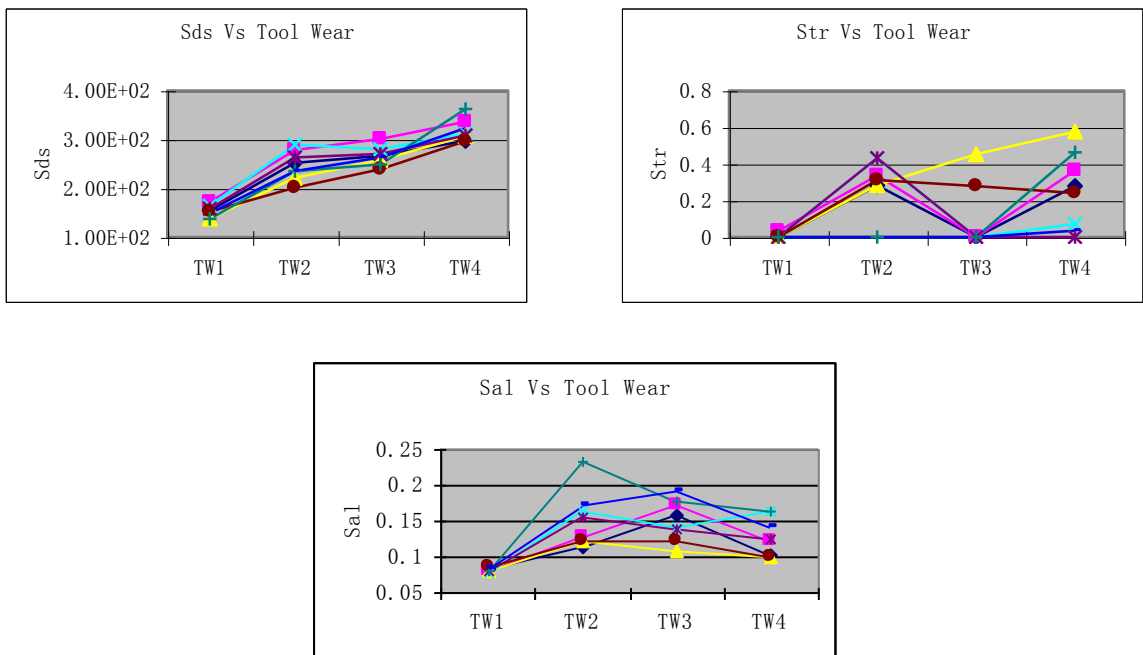 Sds Vs Tool Wear
4.00E+02
3.00E+02
2.00E+02
1.00E+02
Sds
TW1 TW2 TW3 TW4
Str Vs Tool Wear
0.8
0.6
0.4
0.2
0
Str
TW1 TW2 TW3 TW4
Sal Vs Tool Wear
0.25
0.2
0.15
0.1
0.05
Sal
TW1 TW2 TW3 TW4